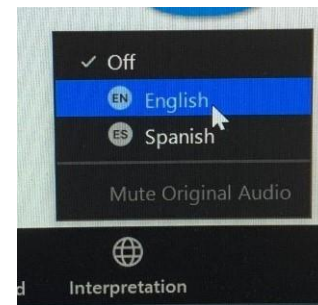 Off
EN English
ES Spanish
Mute Original Audio
d
Interpretation